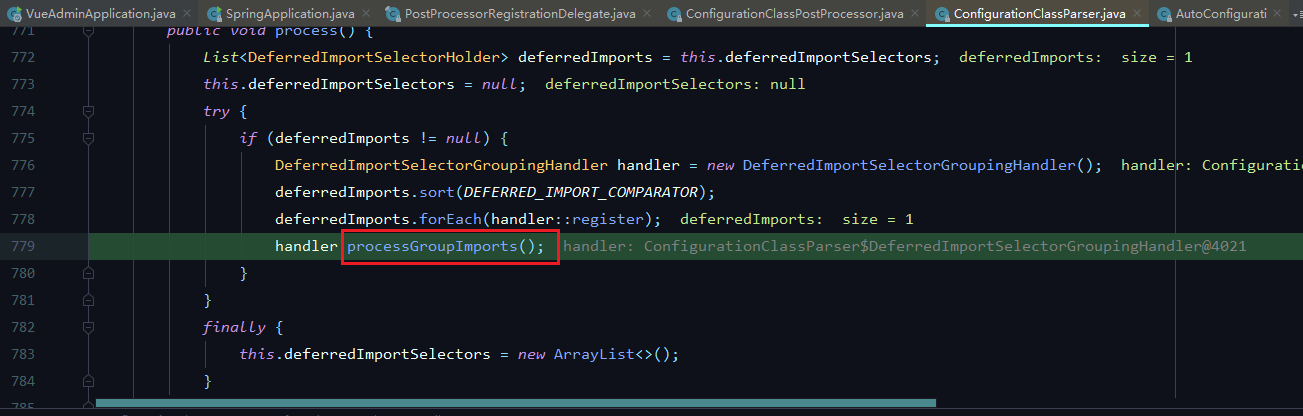 VueAdminApplication.java × SpringApplication.java × PostProcessorRegistrationDelegate.java × ConfigurationClassPostProcessor.java × ConfigurationClassParser.java × AutoConfigurati ×
771 public void process() {
772 List<DeferredImportSelectorHolder> deferredImports = this.deferredImportSelectors; deferredImports: size = 1
773 this.deferredImportSelectors = null; deferredImportSelectors: null
774 try {
775 if (deferredImports != null) {
776 DeferredImportSelectorGroupingHandler handler = new DeferredImportSelectorGroupingHandler(); handler: Configuratio
777 deferredImports.sort(DEFERRED_IMPORT_COMPARATOR);
778 deferredImports.forEach(handler::register); deferredImports: size = 1
779 handler processGroupImports(); handler: ConfigurationClassParser$DeferredImportSelectorGroupingHandler@4021
780 }
781 }
782 finally {
783 this.deferredImportSelectors = new ArrayList<>();
784 }
785